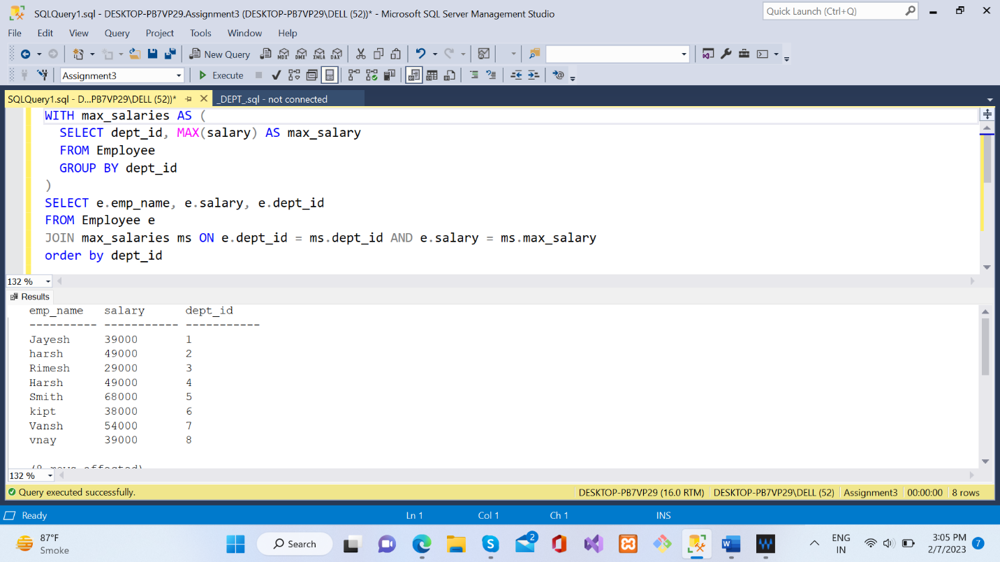 SQLQuery1.sql - DESKTOP-PB7VP29.Assignment3 (DESKTOP-PB7VP29\DELL (52))* - Microsoft SQL Server Management Studio
Quick Launch (Ctrl+Q)
File Edit View Query Project Tools Window Help
New Query MDX DMX XMLA DAX
Assignment3 Execute
SQLQuery1.sql - D...PB7VP29\DELL (52))* _DEPT_.sql - not connected
WITH max_salaries AS (
SELECT dept_id, MAX(salary) AS max_salary
FROM Employee
GROUP BY dept_id
)
SELECT e.emp_name, e.salary, e.dept_id
FROM Employee e
JOIN max_salaries ms ON e.dept_id = ms.dept_id AND e.salary = ms.max_salary
order by dept_id
132 %
Results
emp_name salary dept_id
---------- ----------- -----------
Jayesh 39000 1
harsh 49000 2
Rimesh 29000 3
Harsh 49000 4
Smith 68000 5
kipt 38000 6
Vansh 54000 7
vnay 39000 8
(8 rows affected)
132 %
Query executed successfully. DESKTOP-PB7VP29 (16.0 RTM) DESKTOP-PB7VP29\DELL (52) Assignment3 00:00:00 8 rows
Ready Ln 1 Col 1 Ch 1 INS
87°F
Smoke
Search
2
ENG
IN
3:05 PM
2/7/2023
7